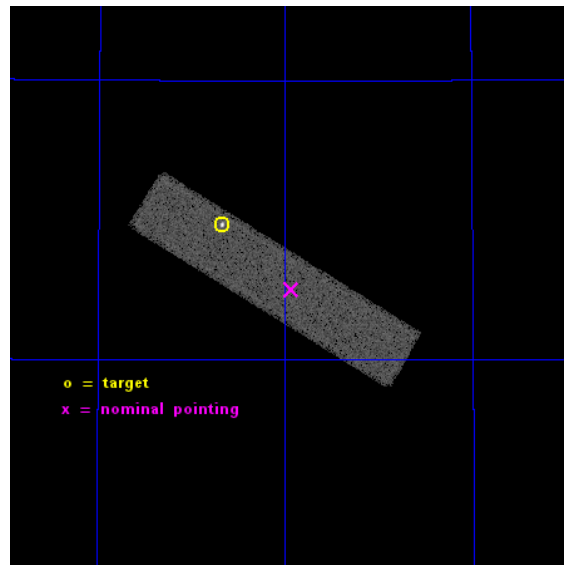 o = target
x = nominal pointing